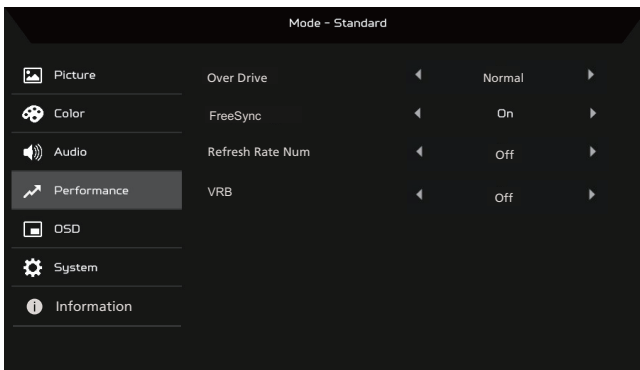 Mode - Standard
Picture
Over Drive
Normal
Color
FreeSync
On
Audio
Refresh Rate Num
Off
Performance
VRB
Off
OSD
System
Information